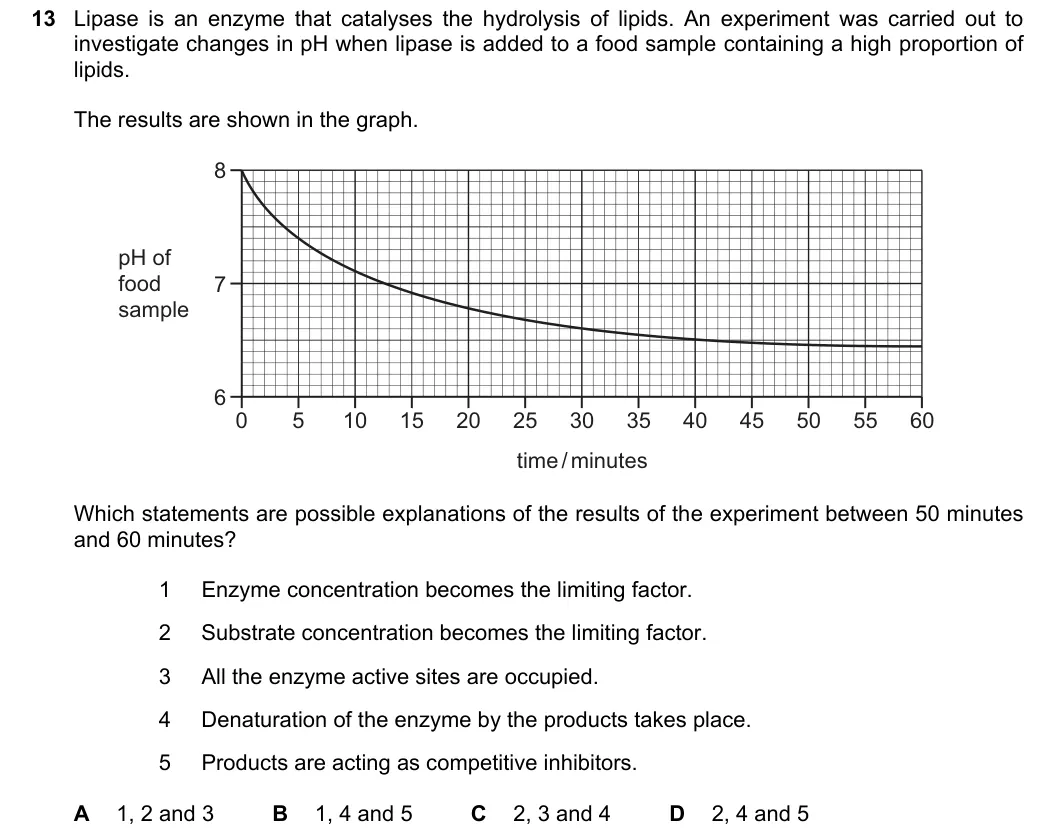 13 Lipase is an enzyme that catalyses the hydrolysis of lipids. An experiment was carried out to
investigate changes in pH when lipase is added to a food sample containing a high proportion of
lipids.
The results are shown in the graph.
8
pH of
food
sample
7
6
0 5 10 15 20 25 30 35 40 45 50 55 60
time / minutes
Which statements are possible explanations of the results of the experiment between 50 minutes
and 60 minutes?
1 Enzyme concentration becomes the limiting factor.
2 Substrate concentration becomes the limiting factor.
3 All the enzyme active sites are occupied.
4 Denaturation of the enzyme by the products takes place.
5 Products are acting as competitive inhibitors.
A 1, 2 and 3 B 1, 4 and 5 C 2, 3 and 4 D 2, 4 and 5